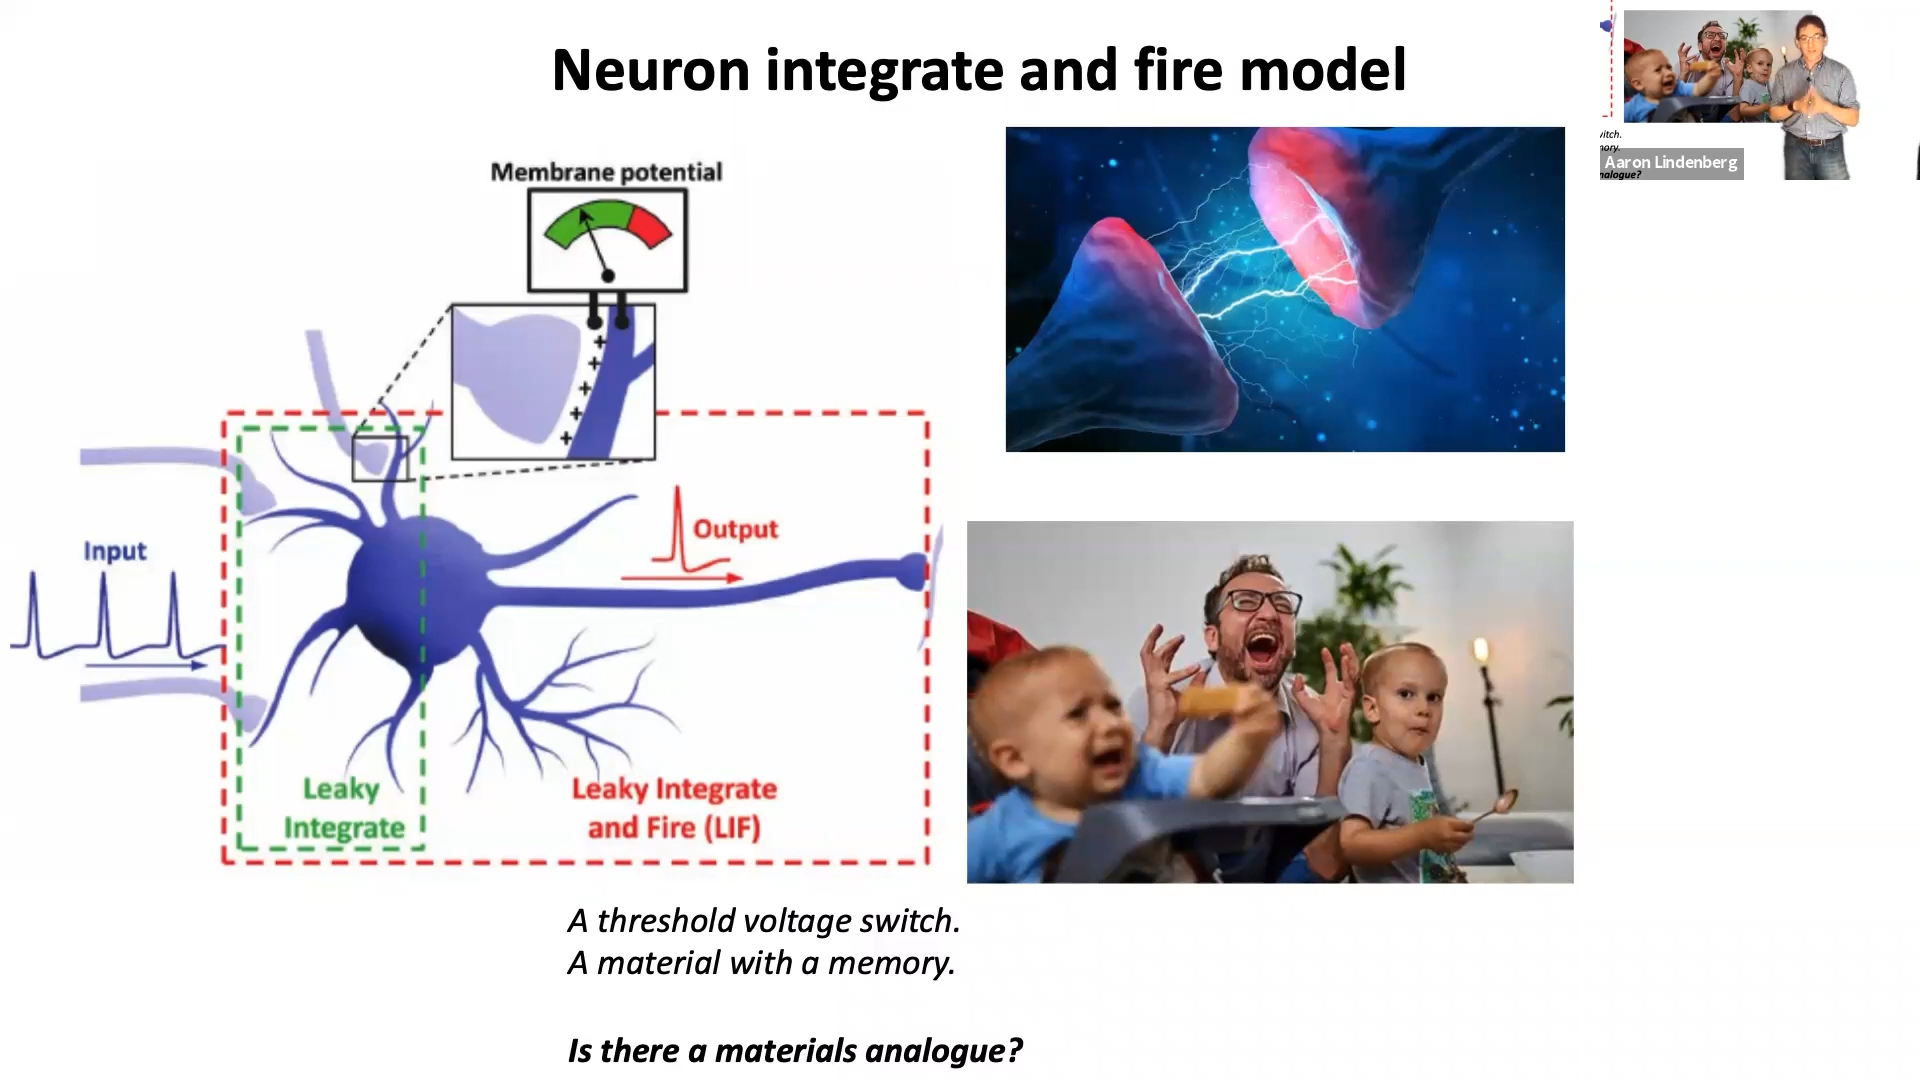 Neuron integrate and fire model
Membrane potential
Input
Output
Leaky
Integrate
Leaky Integrate
and Fire (LIF)
A threshold voltage switch.
A material with a memory.
Is there a materials analogue?
Aaron Lindenberg